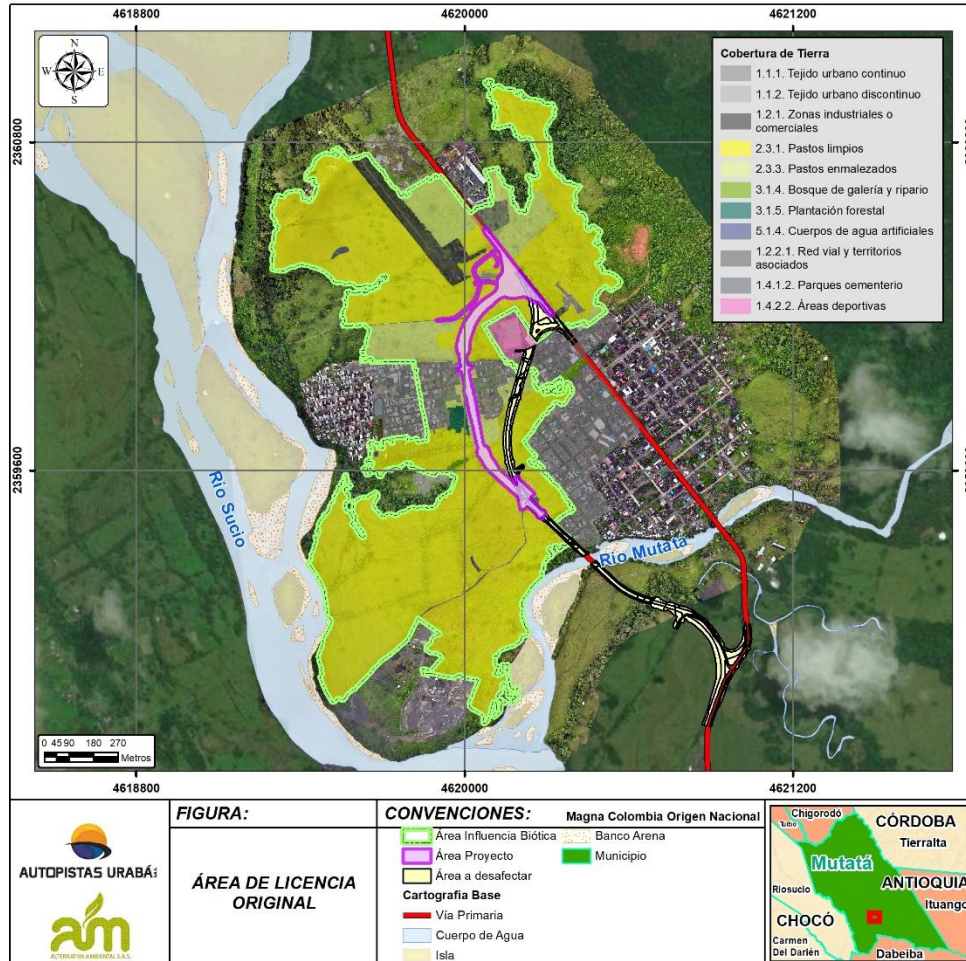 4618800
4620000
4621200
N
W
E
S
2360800
2359600
Cobertura de Tierra
1.1.1. Tejido urbano continuo
1.1.2. Tejido urbano discontinuo
1.2.1. Zonas industriales o
comerciales
2.3.1. Pastos limpios
2.3.3. Pastos enmalezados
3.1.4. Bosque de galería y ripario
3.1.5. Plantación forestal
5.1.4. Cuerpos de agua artificiales
1.2.2.1. Red vial y territorios
asociados
1.4.1.2. Parques cementerio
1.4.2.2. Áreas deportivas
Río Sucio
Río Mutatá
0 45 90 180 270
Metros
4618800
4620000
4621200
AUTOPISTAS URABÁ
am
ALTERNATIVA AMBIENTAL S.A.S.
FIGURA:
ÁREA DE LICENCIA
ORIGINAL
CONVENCIONES:
Magna Colombia Origen Nacional
Área Influencia Biótica
Banco Arena
Área Proyecto
Municipio
Área a desafectar
Cartografía Base
Vía Primaria
Cuerpo de Agua
Isla
Chigorodó
Turbo
CÓRDOBA
Tierralta
Mutatá
ANTIOQUIA
Riosucio
Ituango
CHOCÓ
Carmen
Del Darién
Dabeiba